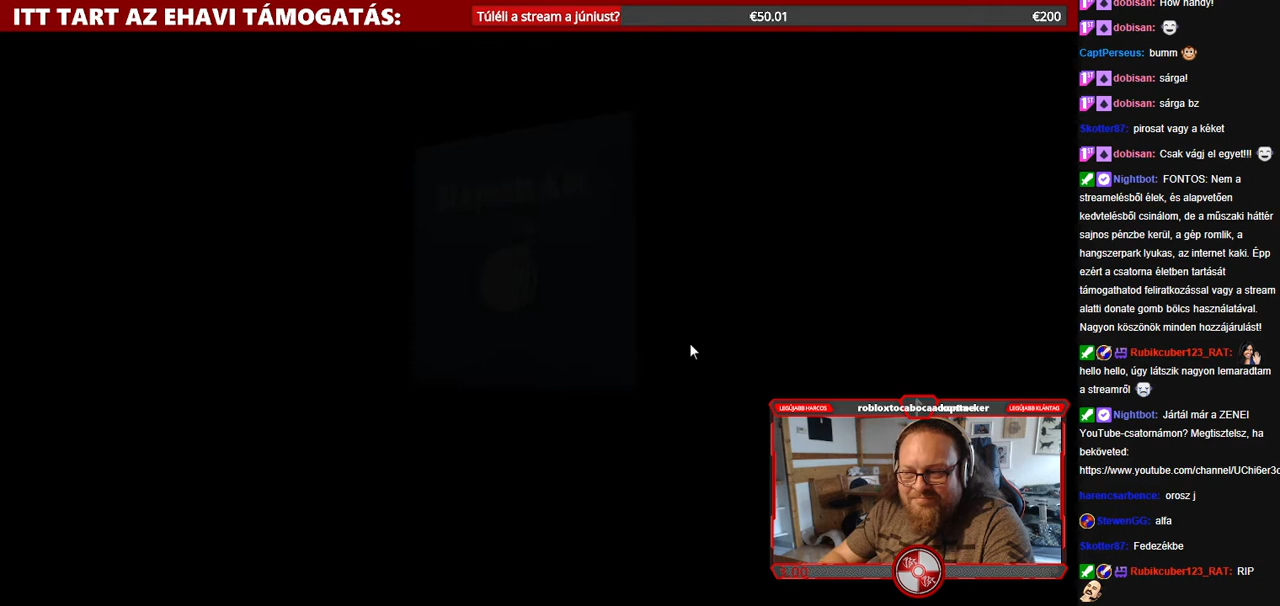 ITT TART AZ EHAVI TÁMOGATÁS:
Túléli a stream a júniust?
€50.01
€200
dobisan: How handy!
dobisan:
CaptPerseus: bumm
dobisan: sárga!
dobisan: sárga bz
Skotter87: pirosat vagy a kéket
dobisan: Csak vágj el egyet!!!
Nightbot: FONTOS: Nem a
streamelésből élek, és alapvetően
kedvtelésből csinálom, de a műszaki háttér
sajnos pénzbe kerül, a gép romlik, a
hangszerpark lyukas, az internet kaki. Épp
ezért a csatorna életben tartását
támogathatod feliratkozással vagy a stream
alatti donate gomb bölcs használatával.
Nagyon köszönök minden hozzájárulást!
Rubikcuber123_RAT:
hello hello, úgy látszik nagyon lemaradtam
a streamről
Nightbot: Jártál már a ZENEI
YouTube-csatornámon? Megtisztelsz, ha
beköveted:
https://www.youtube.com/channel/UChi6er3c
harencsarbence: orosz j
StewenGG: alfa
Skotter87: Fedezékbe
Rubikcuber123_RAT: RIP
LEGÚJABB HARCOS
LEGÚJABB KLÁNTAG